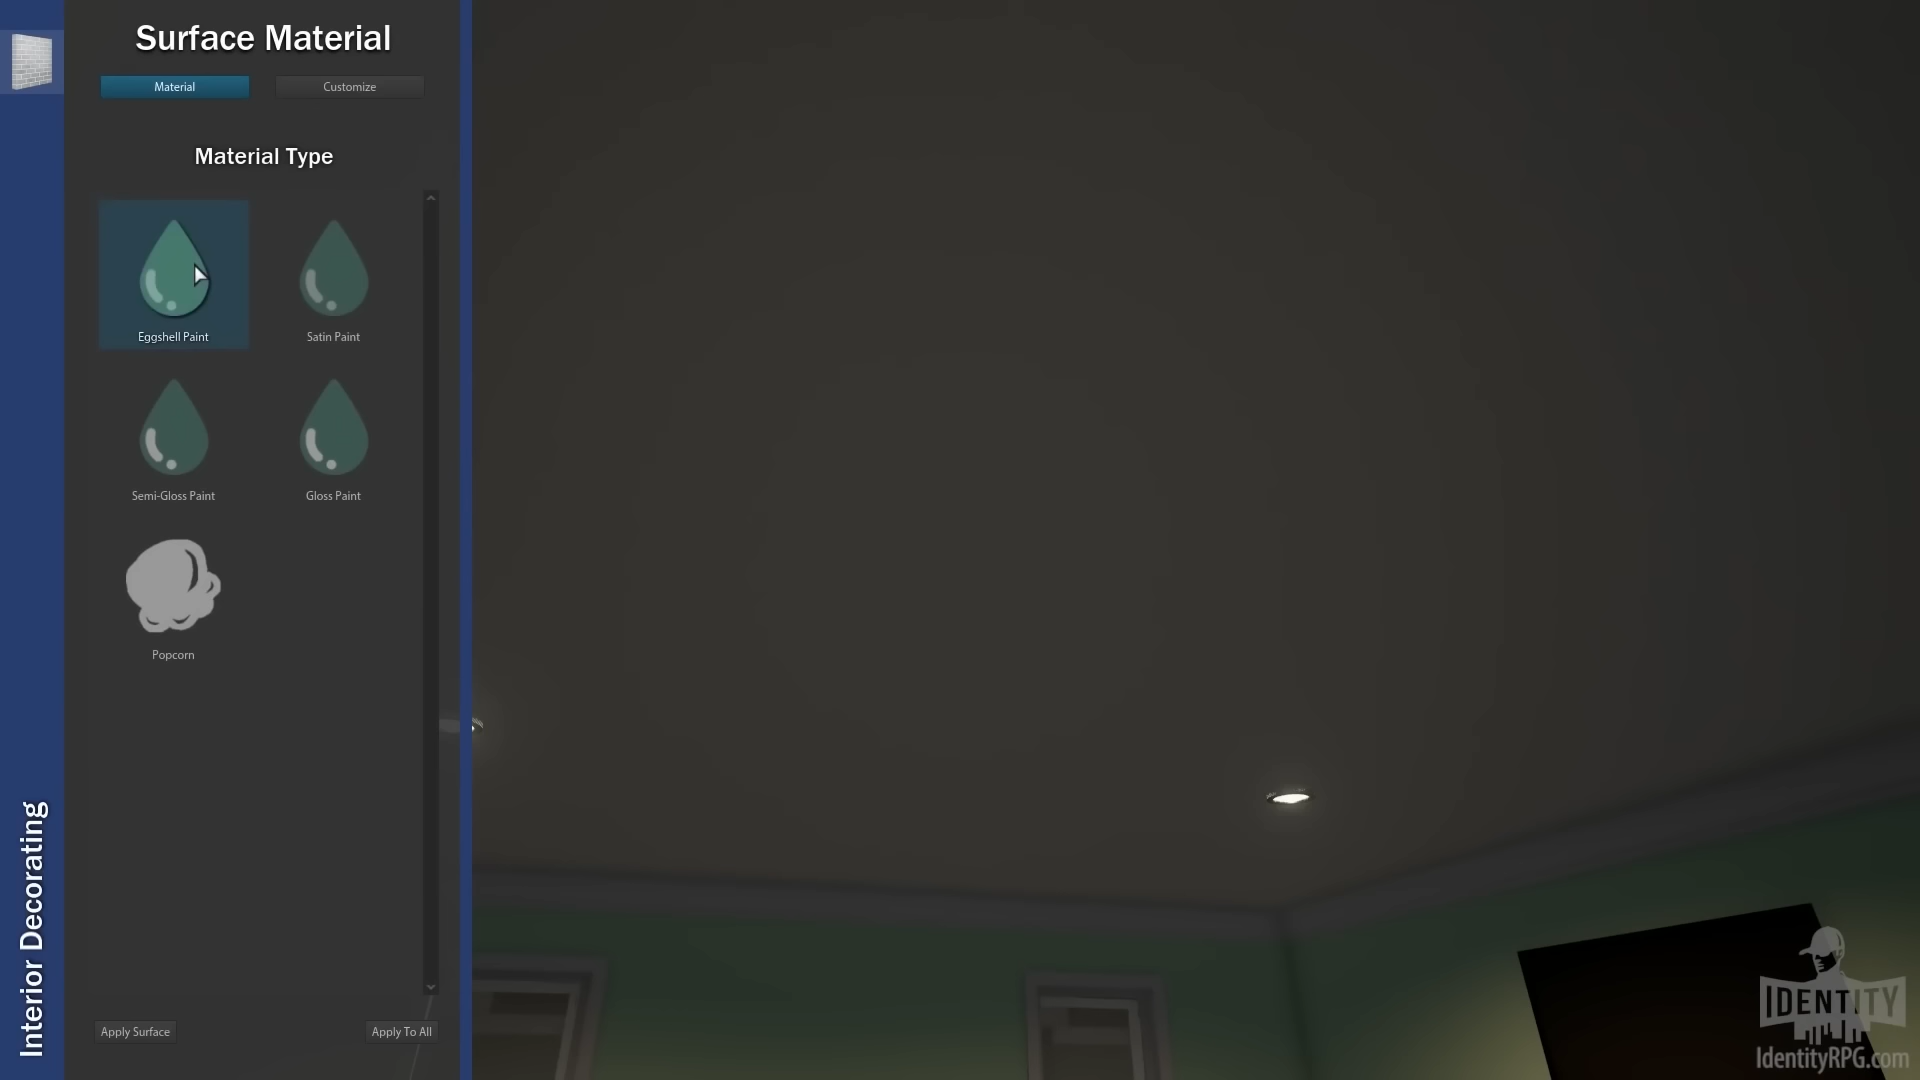 Surface Material
Material
Customize
Material Type
Eggshell Paint
Satin Paint
Semi-Gloss Paint
Gloss Paint
Popcorn
Apply Surface
Apply To All
Interior Decorating
IDENTITY
IdentityRPG.com